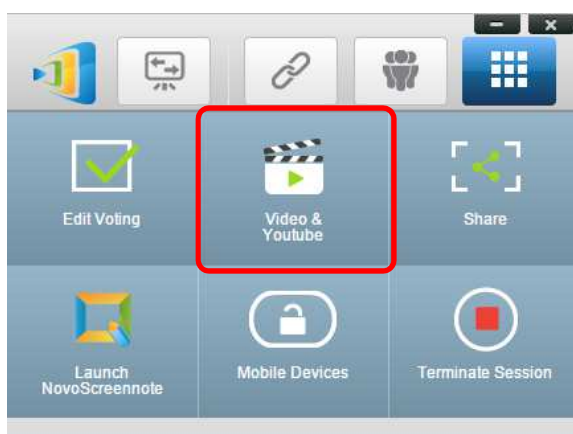 Edit Voting
Video &
Youtube
Share
Launch
NovoScreennote
Mobile Devices
Terminate Session